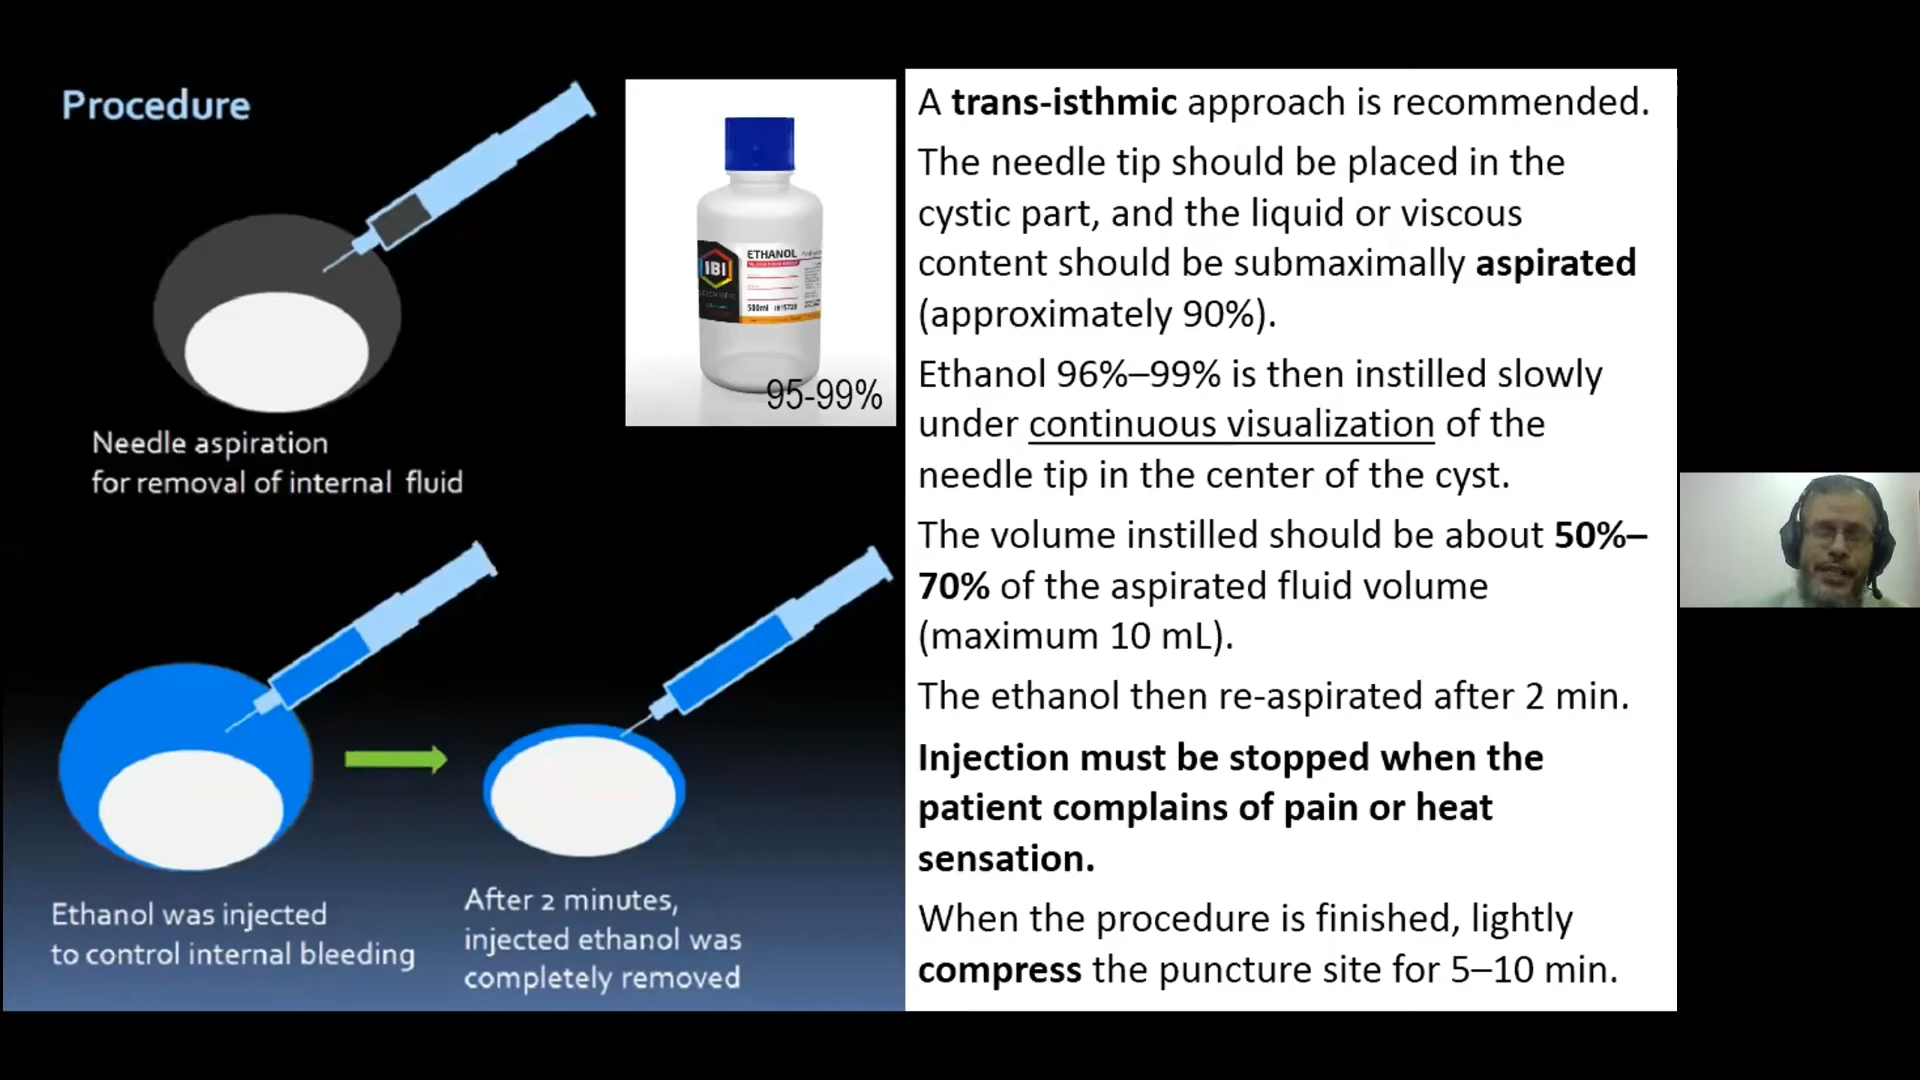 Procedure
Needle aspiration
for removal of internal fluid
IBI
ETHANOL
500ml
95-99%
Ethanol was injected
to control internal bleeding
After 2 minutes,
injected ethanol was
completely removed
A trans-isthmic approach is recommended.
The needle tip should be placed in the
cystic part, and the liquid or viscous
content should be submaximally aspirated
(approximately 90%).
Ethanol 96%–99% is then instilled slowly
under continuous visualization of the
needle tip in the center of the cyst.
The volume instilled should be about 50%–
70% of the aspirated fluid volume
(maximum 10 mL).
The ethanol then re-aspirated after 2 min.
Injection must be stopped when the
patient complains of pain or heat
sensation.
When the procedure is finished, lightly
compress the puncture site for 5–10 min.